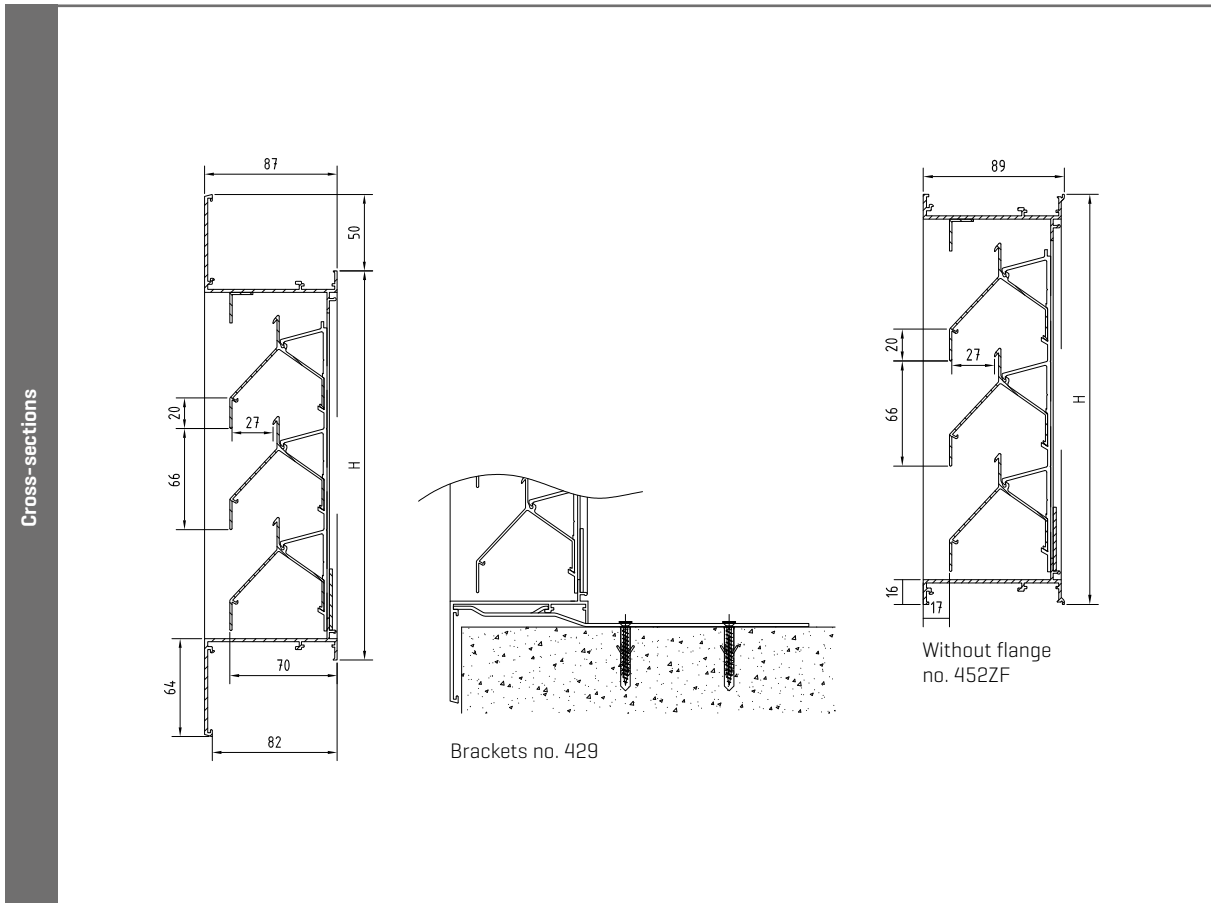 Cross-sections
87
50
H
20
27
66
64
70
82
Brackets no. 429
89
20
27
66
H
16
17
Without flange
no. 452ZF